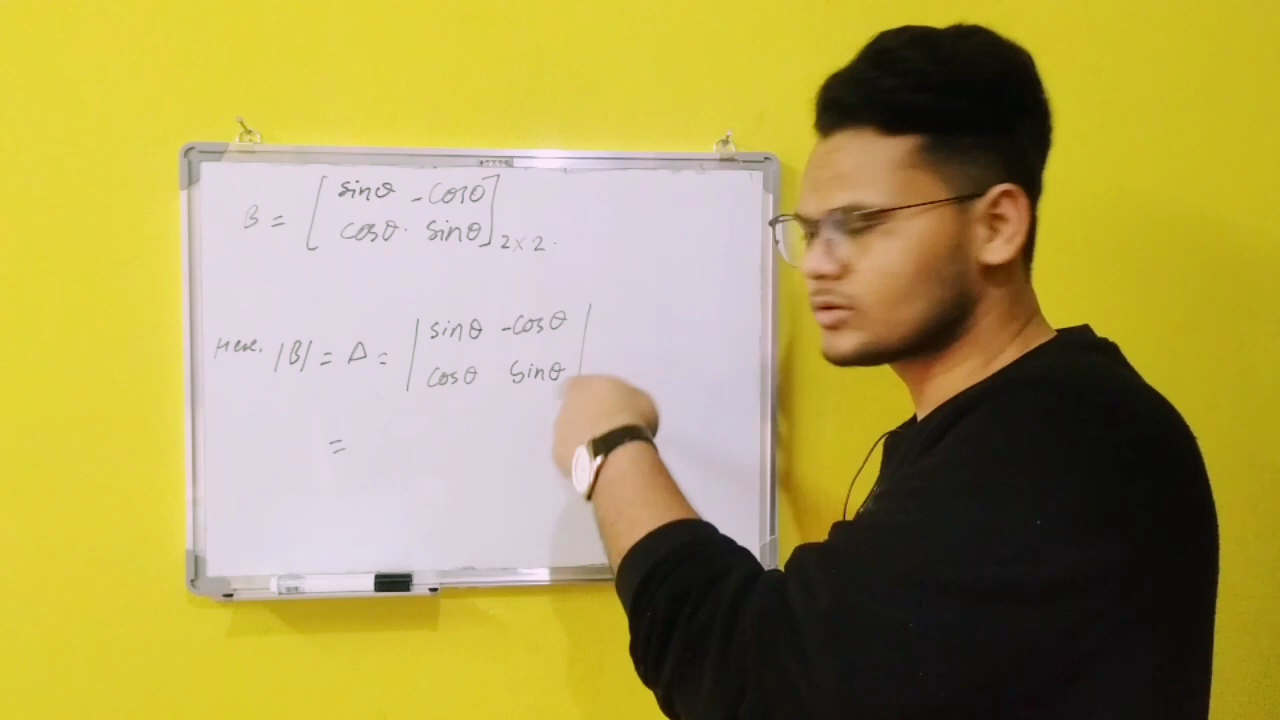 B = [ sinθ -cosθ
cosθ. sinθ ] 2×2.
Here. |B| = Δ = | sinθ -cosθ
cosθ sinθ |
=